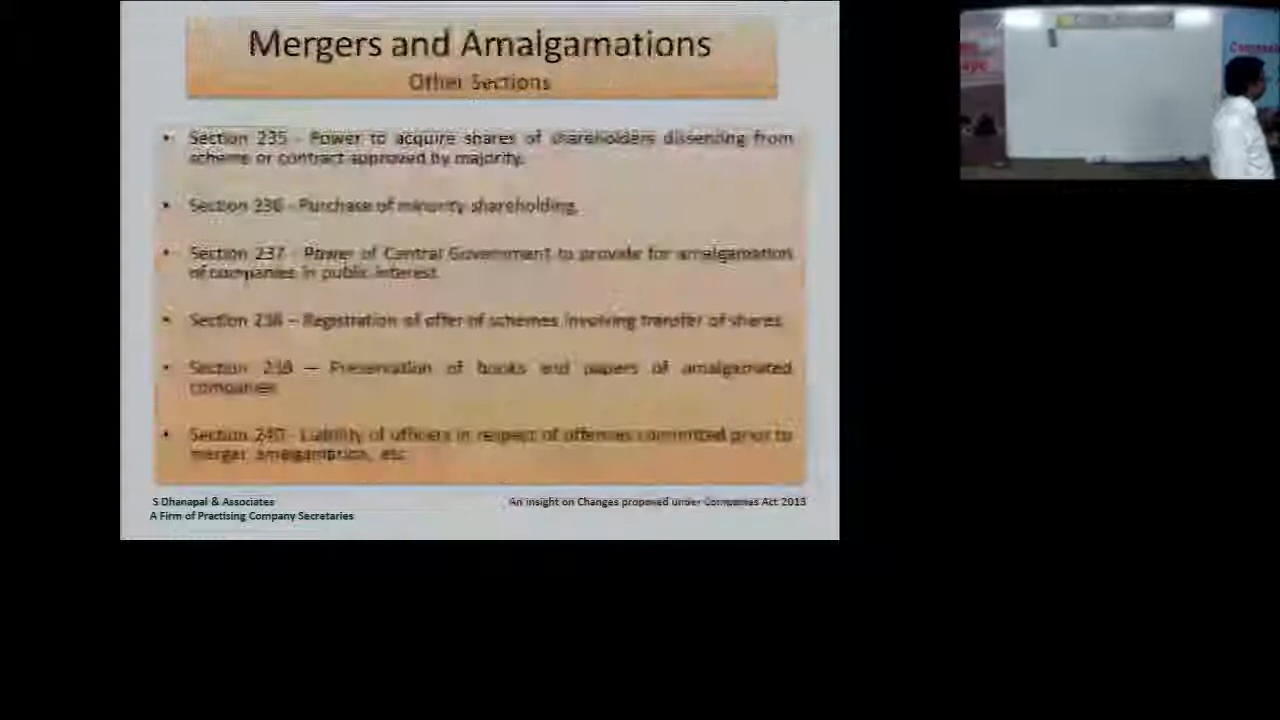 Mergers and Amalgamations
Other Sections
• Section 235 - Power to acquire shares of shareholders dissenting from
scheme or contract approved by majority.
• Section 236 - Purchase of minority shareholding.
• Section 237 - Power of Central Government to provide for amalgamation
of companies in public interest
• Section 238 – Registration of offer of schemes involving transfer of shares
• Section 239 — Preservation of books and papers of amalgamated
companies
• Section 240 - Liability of officers in respect of offences committed prior to
merger, amalgamation, etc
S Dhanapal & Associates
A Firm of Practising Company Secretaries
An insight on Changes proposed under Companies Act 2013